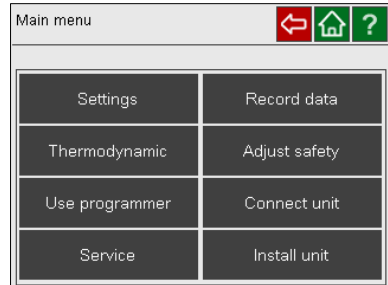 Main menu
?
Settings
Record data
Thermodynamic
Adjust safety
Use programmer
Connect unit
Service
Install unit